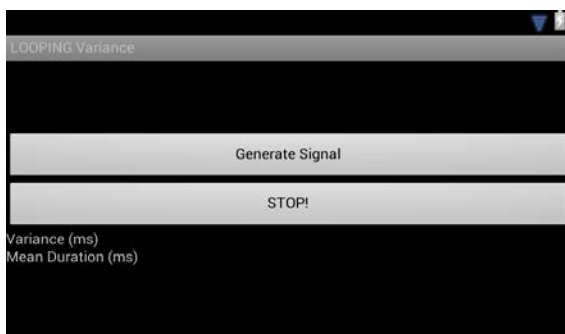 LOOPING Variance
Generate Signal
STOP!
Variance (ms)
Mean Duration (ms)